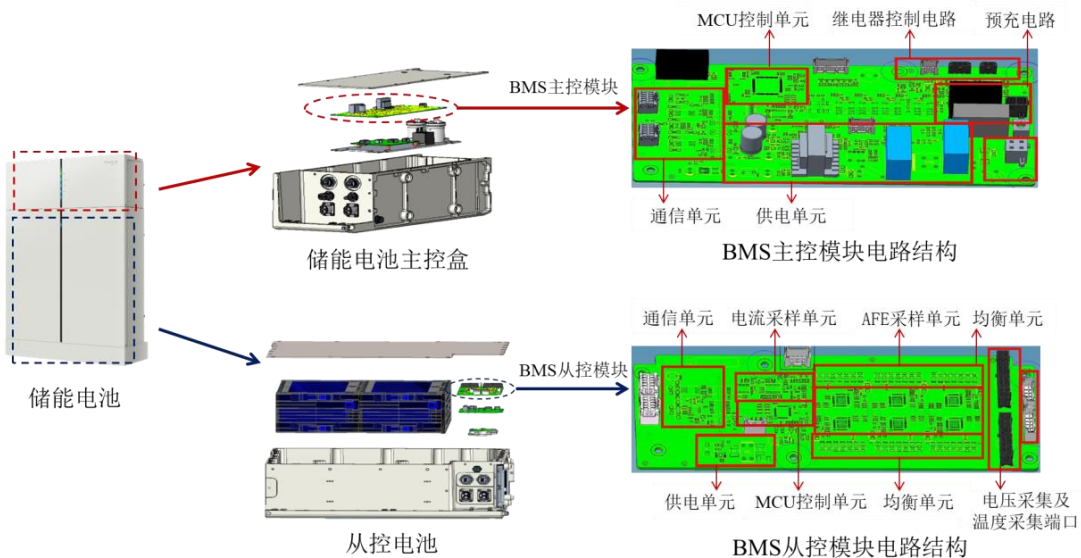 MCU控制单元
继电器控制电路
预充电路
BMS主控模块
通信单元
供电单元
储能电池主控盒
BMS主控模块电路结构
通信单元
电流采样单元
AFE采样单元
均衡单元
BMS从控模块
储能电池
供电单元
MCU控制单元
均衡单元
电压采集及
温度采集端口
从控电池
BMS从控模块电路结构